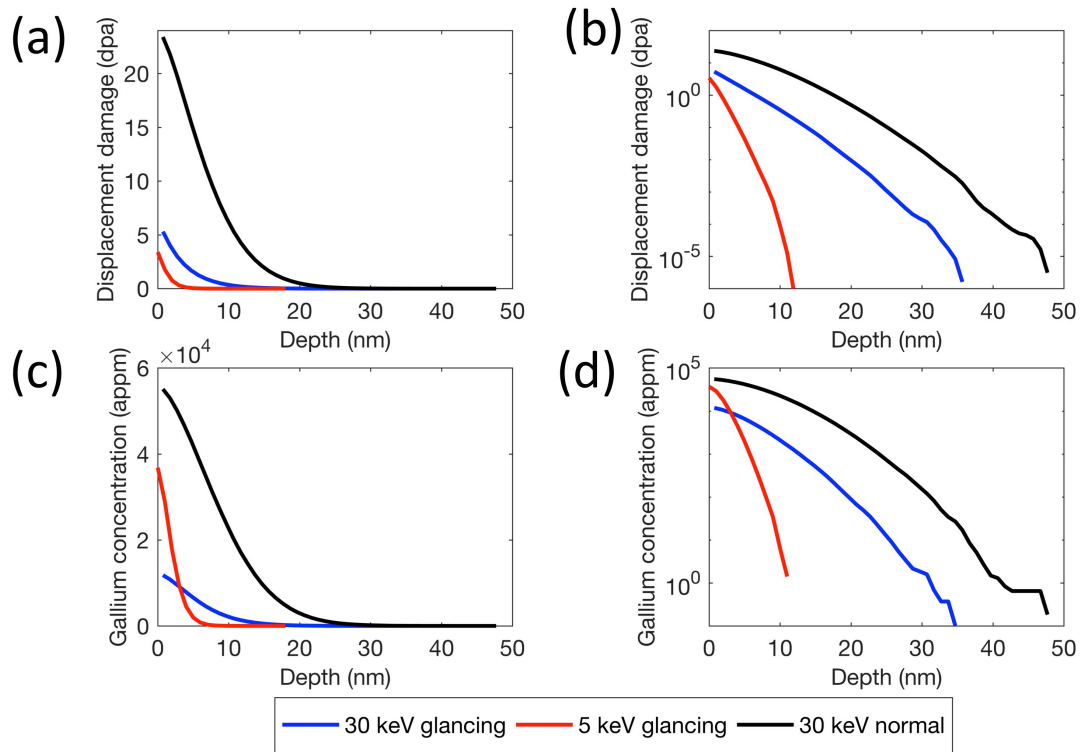 (a)
Displacement damage (dpa)
20
15
10
5
0
0 10 20 30 40 50
Depth (nm)
(b)
Displacement damage (dpa)
10^0
10^-5
0 10 20 30 40 50
Depth (nm)
(c)
×10^4
Gallium concentration (appm)
6
4
2
0
0 10 20 30 40 50
Depth (nm)
(d)
Gallium concentration (appm)
10^5
10^0
0 10 20 30 40 50
Depth (nm)
30 keV glancing 5 keV glancing 30 keV normal